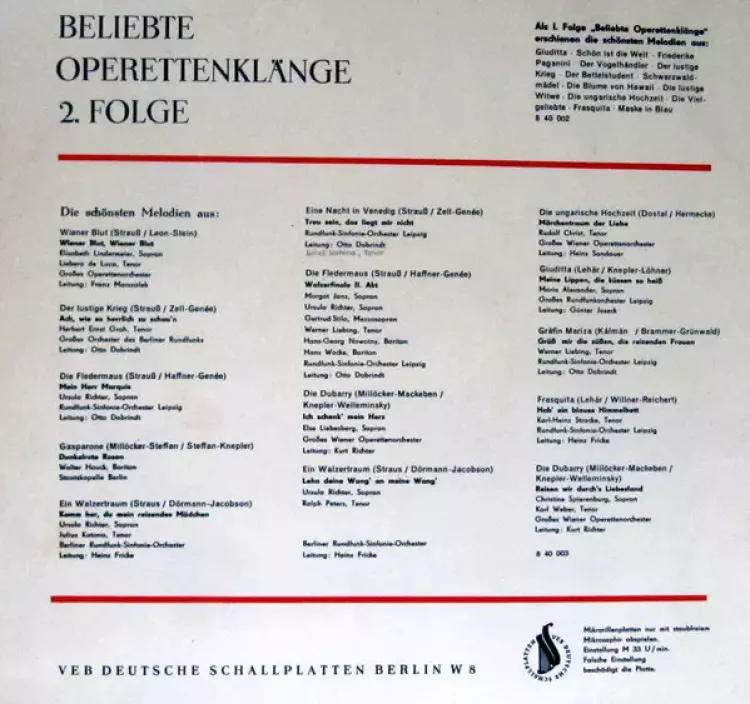 BELIEBTE
OPERETTENKLÄNGE
2. FOLGE
Als 1. Folge „Beliebte Operettenklänge"
erschienen die schönsten Melodien aus:
Giuditta · Schön ist die Welt · Friederike
Paganini · Der Vogelhändler · Der lustige
Krieg · Der Bettelstudent · Schwarzwald-
mädel · Die Blume von Hawaii · Die lustige
Witwe · Die ungarische Hochzeit · Die Viel-
geliebte · Frasquita · Maske in Blau
8 40 002
Die schönsten Melodien aus:
Wiener Blut (Strauß / Leon-Stein)
Wiener Blut, Wiener Blut
Elisabeth Lindermeier, Sopran
Libero de Luca, Tenor
Großes Operettenorchester
Leitung: Franz Marszalek
Der lustige Krieg (Strauß / Zell-Genée)
Ach, wie so herrlich zu schau'n
Herbert Ernst Groh, Tenor
Großes Orchester des Berliner Rundfunks
Leitung: Otto Dobrindt
Die Fledermaus (Strauß / Haffner-Genée)
Mein Herr Marquis
Ursula Richter, Sopran
Rundfunk-Sinfonie-Orchester Leipzig
Leitung: Otto Dobrindt
Gasparone (Millöcker-Steffan / Steffan-Knepler)
Dunkelrote Rosen
Walter Hauck, Bariton
Staatskapelle Berlin
Ein Walzertraum (Straus / Dörmann-Jacobson)
Komm her, du mein reizendes Mädchen
Ursula Richter, Sopran
Julius Katona, Tenor
Berliner Rundfunk-Sinfonie-Orchester
Leitung: Heinz Fricke
Eine Nacht in Venedig (Strauß / Zell-Genée)
Treu sein, das liegt mir nicht
Rundfunk-Sinfonie-Orchester Leipzig
Leitung: Otto Dobrindt
Julius Katona, Tenor
Die Fledermaus (Strauß / Haffner-Genée)
Walzerfinale II. Akt
Margot Jans, Sopran
Ursula Richter, Sopran
Gertrud Stilo, Mezzosopran
Werner Liebing, Tenor
Hans-Georg Nowotny, Bariton
Hans Wocke, Bariton
Rundfunk-Sinfonie-Orchester Leipzig
Leitung: Otto Dobrindt
Die Dubarry (Millöcker-Mackeben /
Knepler-Welleminsky)
Ich schenk' mein Herz
Else Liebesberg, Sopran
Großes Wiener Operettenorchester
Leitung: Kurt Richter
Ein Walzertraum (Straus / Dörmann-Jacobson)
Lehn deine Wang' an meine Wang'
Ursula Richter, Sopran
Ralph Peters, Tenor
Berliner Rundfunk-Sinfonie-Orchester
Leitung: Heinz Fricke
Die ungarische Hochzeit (Dostal / Hermecke)
Märchentraum der Liebe
Rudolf Christ, Tenor
Großes Wiener Operettenorchester
Leitung: Heinz Sandauer
Giuditta (Lehár / Knepler-Löhner)
Meine Lippen, die küssen so heiß
Maria Alexander, Sopran
Großes Rundfunkorchester Leipzig
Leitung: Günter Joseck
Gräfin Mariza (Kálmán / Brammer-Grünwald)
Grüß mir die süßen, die reizenden Frauen
Werner Liebing, Tenor
Rundfunk-Sinfonie-Orchester Leipzig
Leitung: Otto Dobrindt
Frasquita (Lehár / Willner-Reichert)
Hab' ein blaues Himmelbett
Karl-Heinz Stracke, Tenor
Rundfunk-Sinfonie-Orchester Leipzig
Leitung: Heinz Fricke
Die Dubarry (Millöcker-Mackeben /
Knepler-Welleminsky)
Reisen wir durch's Liebesland
Christine Spierenburg, Sopran
Karl Weber, Tenor
Großes Wiener Operettenorchester
Leitung: Kurt Richter
8 40 003
VEB DEUTSCHE SCHALLPLATTEN BERLIN W 8
VEB DEUTSCHE SCHALLPLATTEN
Mikrorillenplatten nur mit staubfreiem
Mikrosaphir abspielen.
Einstellung M 33 U/min.
Falsche Einstellung
beschädigt die Platte.